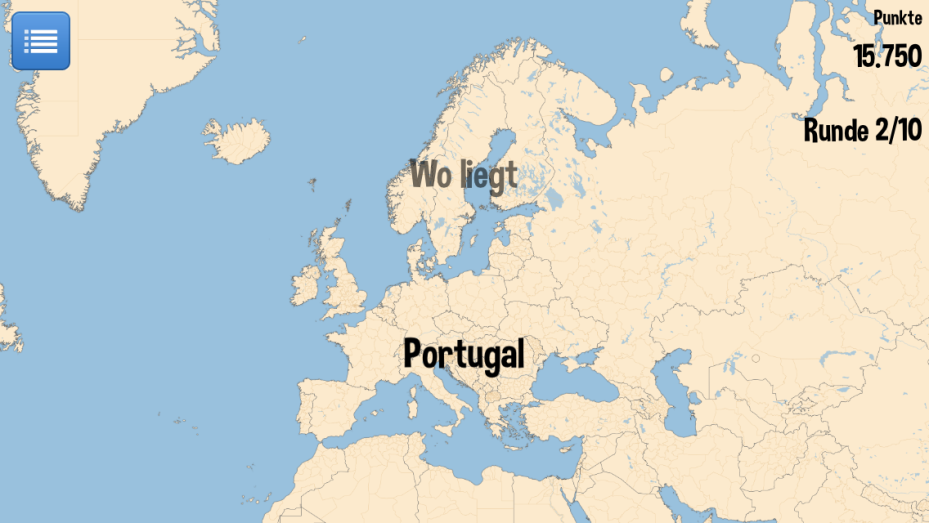 Punkte
15.750
Runde 2/10
Wo liegt
Portugal